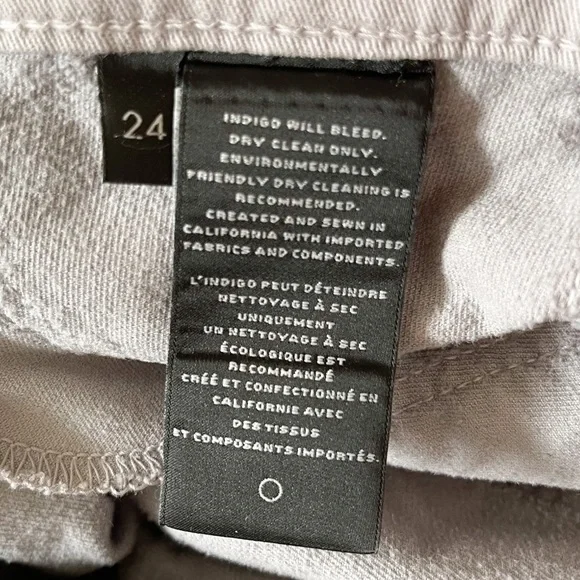 24
INDIGO WILL BLEED.
DRY CLEAN ONLY.
ENVIRONMENTALLY
FRIENDLY DRY CLEANING IS
RECOMMENDED.
CREATED AND SEWN IN
CALIFORNIA WITH IMPORTED
FABRICS AND COMPONENTS.
L'INDIGO PEUT DÉTEINDRE
NETTOYAGE À SEC
UNIQUEMENT
UN NETTOYAGE À SEC
ÉCOLOGIQUE EST
RECOMMANDÉ
CRÉÉ ET CONFECTIONNÉ EN
CALIFORNIE AVEC
DES TISSUS
ET COMPOSANTS IMPORTÉS.